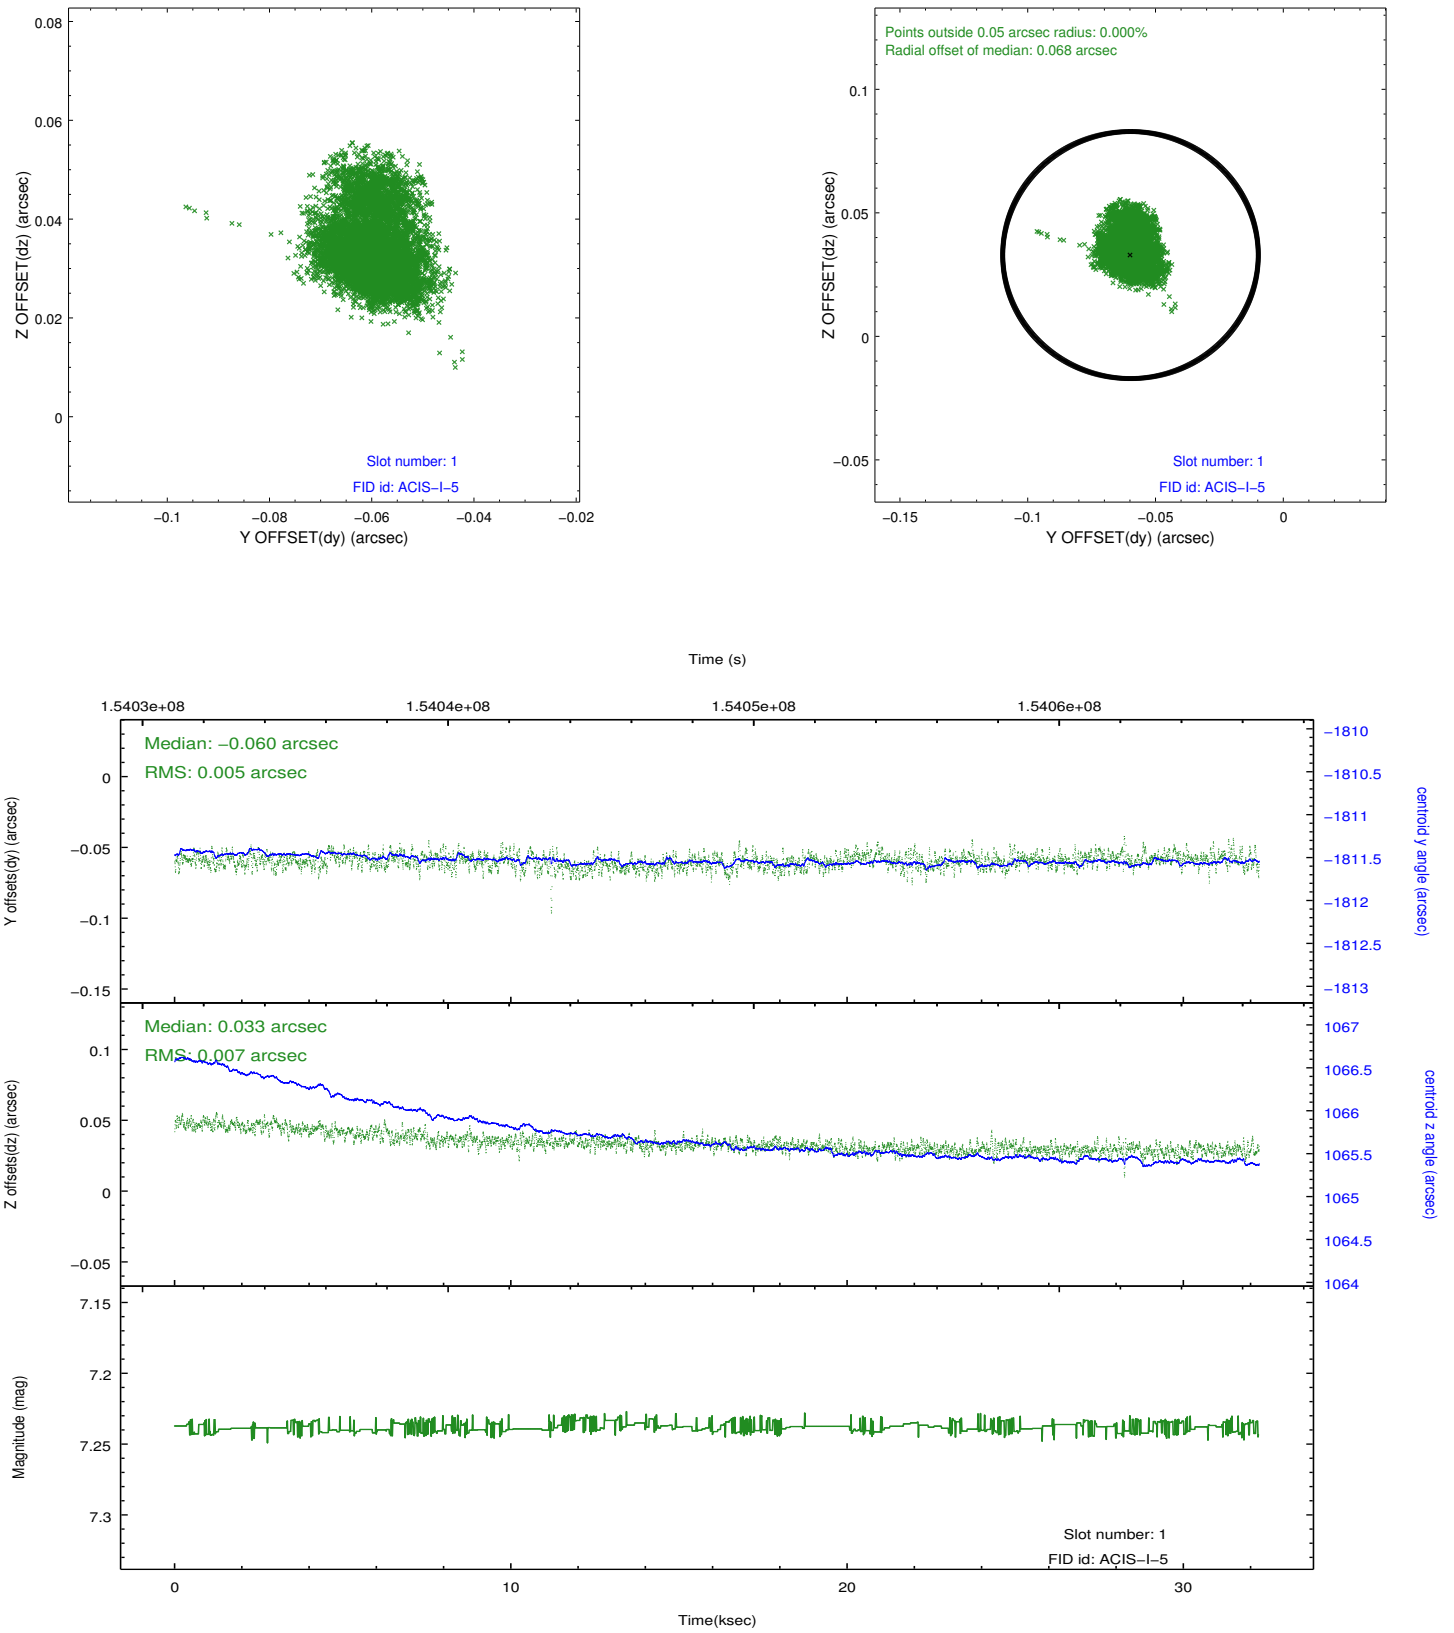 0.08
0.06
0.04
0.02
0
Z OFFSET(dz) (arcsec)
Slot number: 1
FID id: ACIS−I−5
−0.1
−0.08
−0.06
−0.04
−0.02
Y OFFSET(dy) (arcsec)
Points outside 0.05 arcsec radius: 0.000%
Radial offset of median: 0.068 arcsec
0.1
0.05
0
−0.05
Z OFFSET(dz) (arcsec)
Slot number: 1
FID id: ACIS−I−5
−0.15
−0.1
−0.05
0
Y OFFSET(dy) (arcsec)
Time (s)
1.5403e+08
1.5404e+08
1.5405e+08
1.5406e+08
Median: −0.060 arcsec
RMS: 0.005 arcsec
0
−0.05
−0.1
−0.15
Y offsets(dy) (arcsec)
−1810
−1810.5
−1811
−1811.5
−1812
−1812.5
−1813
centroid y angle (arcsec)
Median: 0.033 arcsec
RMS: 0.007 arcsec
0.1
0.05
0
−0.05
Z offsets(dz) (arcsec)
1067
1066.5
1066
1065.5
1065
1064.5
1064
centroid z angle (arcsec)
7.15
7.2
7.25
7.3
Magnitude (mag)
Slot number: 1
FID id: ACIS−I−5
0
10
20
30
Time(ksec)